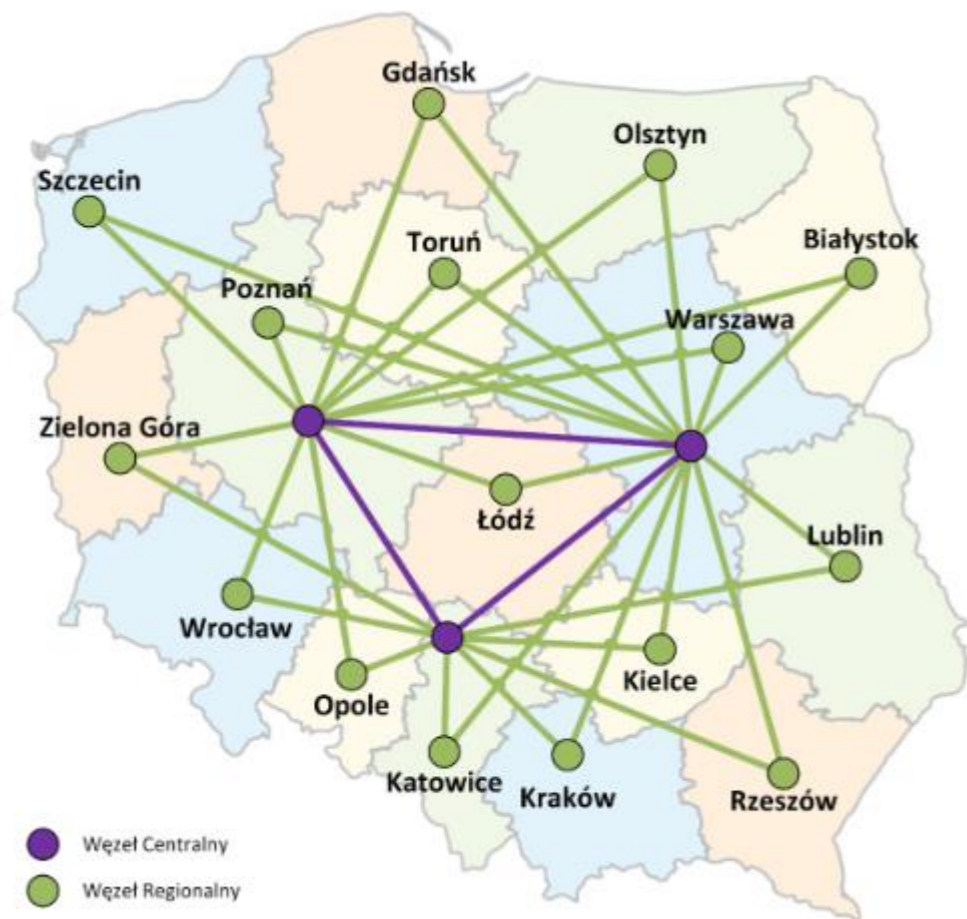 Gdańsk
Olsztyn
Szczecin
Toruń
Białystok
Poznań
Warszawa
Zielona Góra
Łódź
Lublin
Wrocław
Kielce
Opole
Katowice
Kraków
Rzeszów
Węzeł Centralny
Węzeł Regionalny